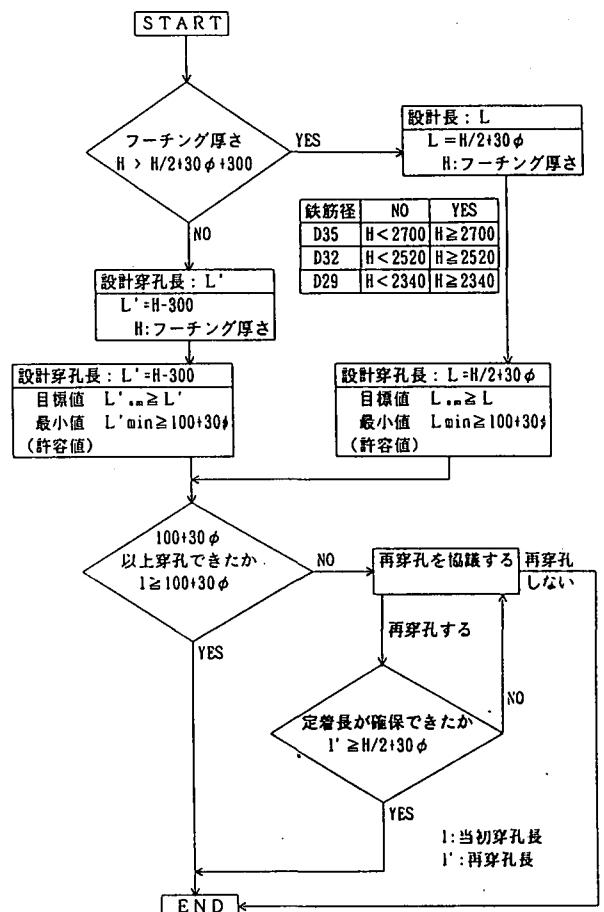 START
フーチング厚さ
H > H/2+30φ+300
YES
NO
設計長：L
L=H/2+30φ
H:フーチング厚さ
鉄筋径 NO YES
D35 H<2700 H≧2700
D32 H<2520 H≧2520
D29 H<2340 H≧2340
設計穿孔長：L'
L'=H-300
H:フーチング厚さ
設計穿孔長：L'=H-300
目標値 L' ≧L'
最小値 L'min≧100+30φ
(許容値)
設計穿孔長：L=H/2+30φ
目標値 L ≧L
最小値 Lmin≧100+30φ
(許容値)
100+30φ
以上穿孔できたか
l≧100+30φ
NO
YES
再穿孔を協議する
再穿孔
しない
再穿孔する
定着長が確保できたか
l'≧H/2+30φ
NO
YES
l:当初穿孔長
l':再穿孔長
END